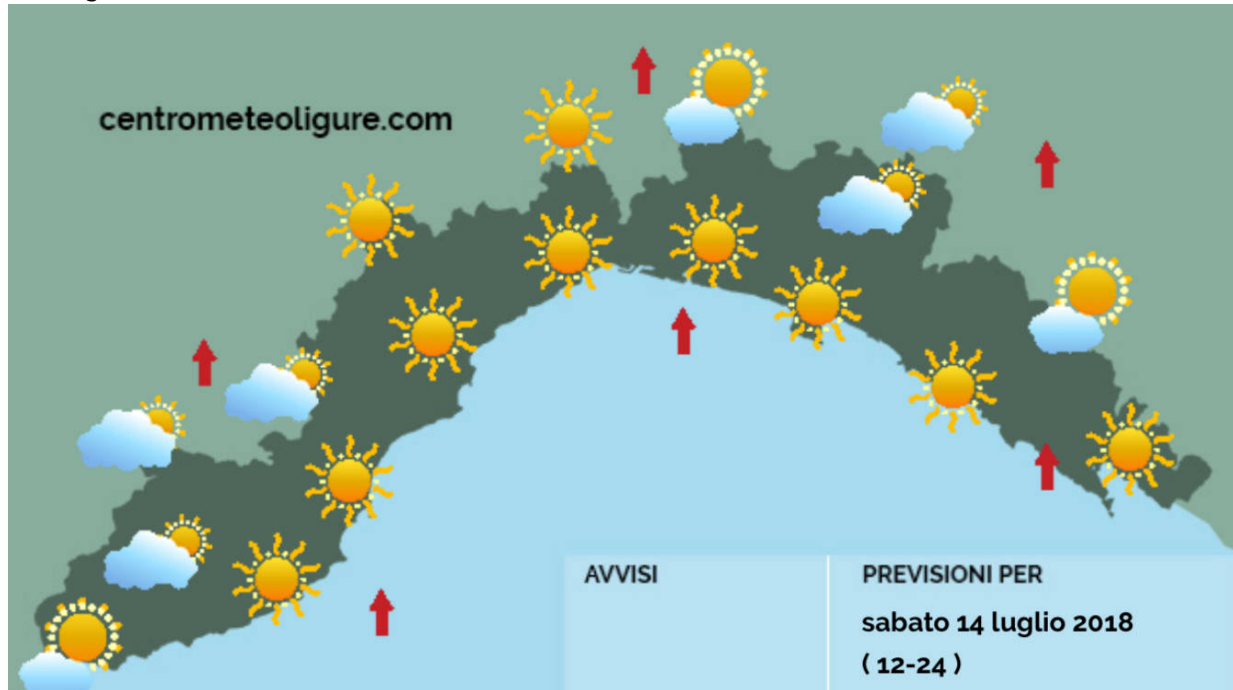 centrometeoligure.com
AVVISI
PREVISIONI PER
sabato 14 luglio 2018
( 12-24 )